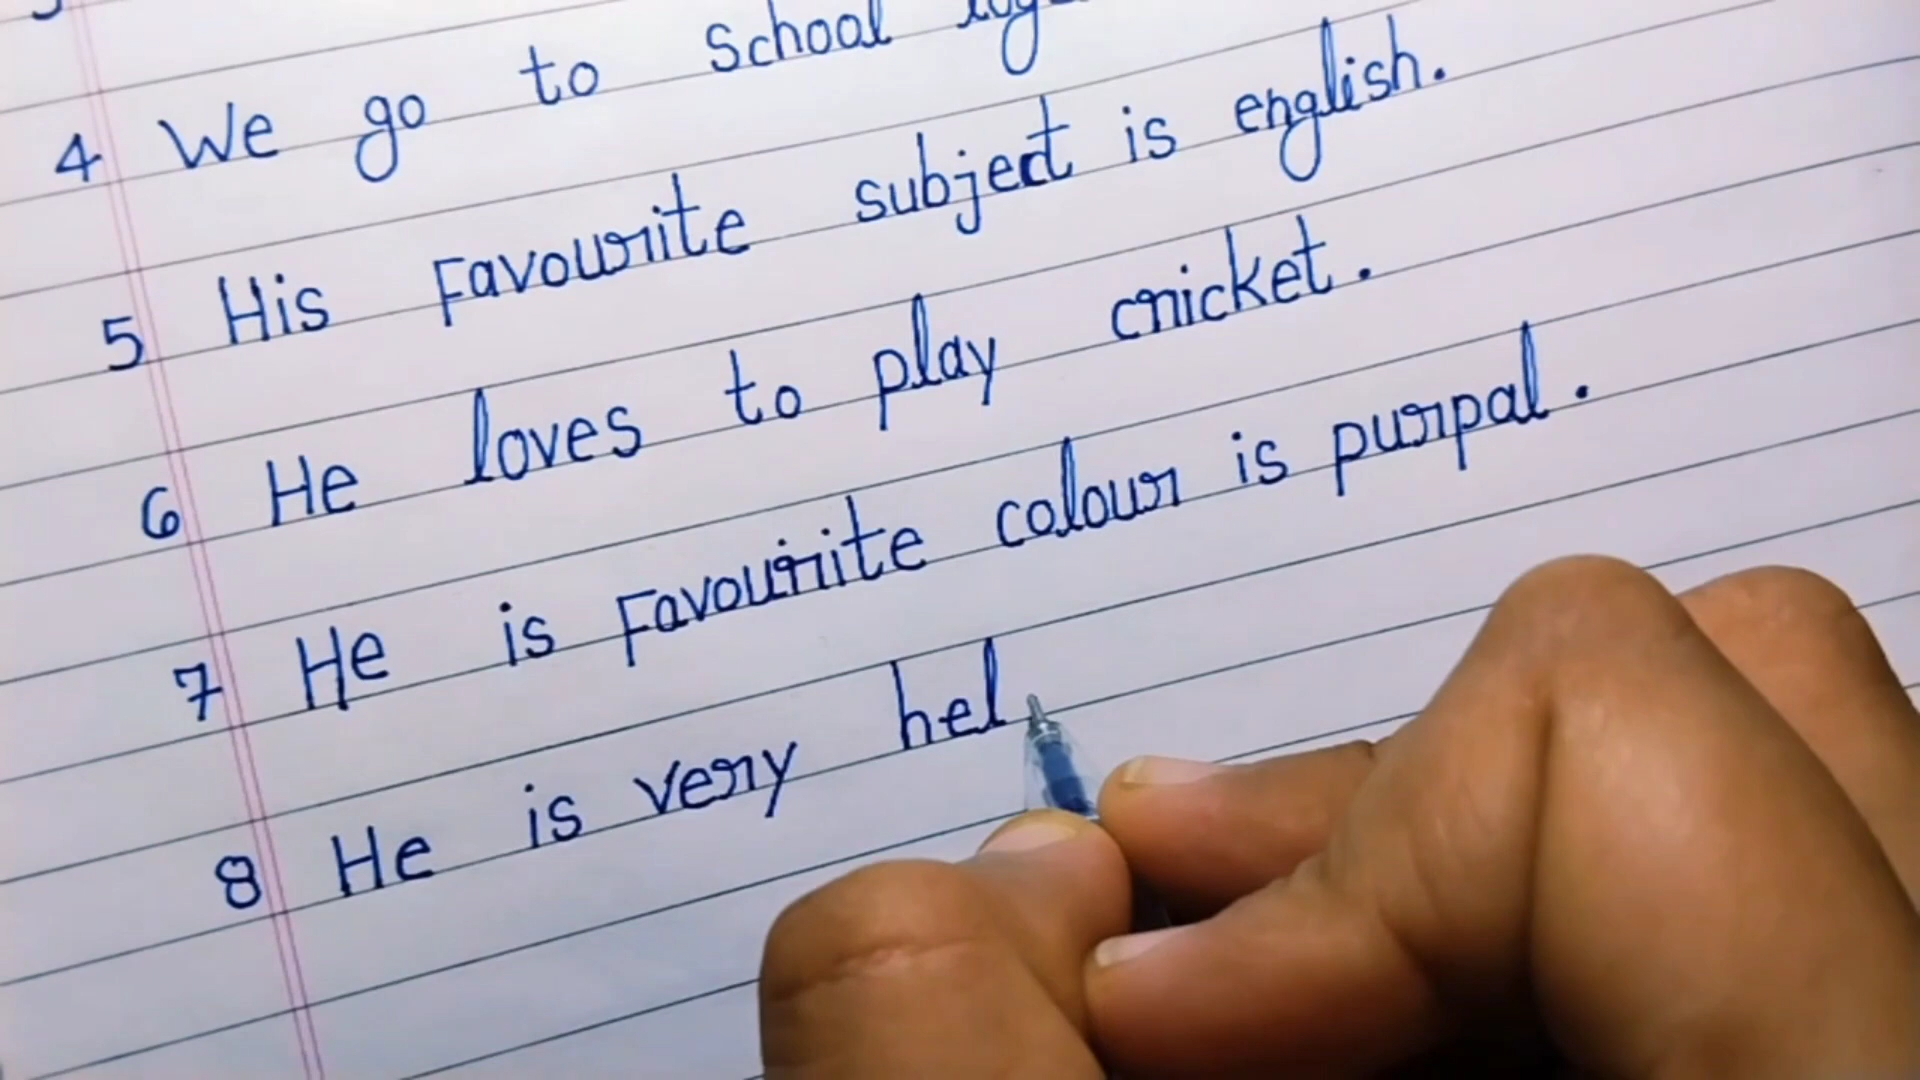 4 We go to School
5 His Favourite subject is english.
6 He loves to play cricket.
7 He is Favourite colour is purpal.
8 He is very hel